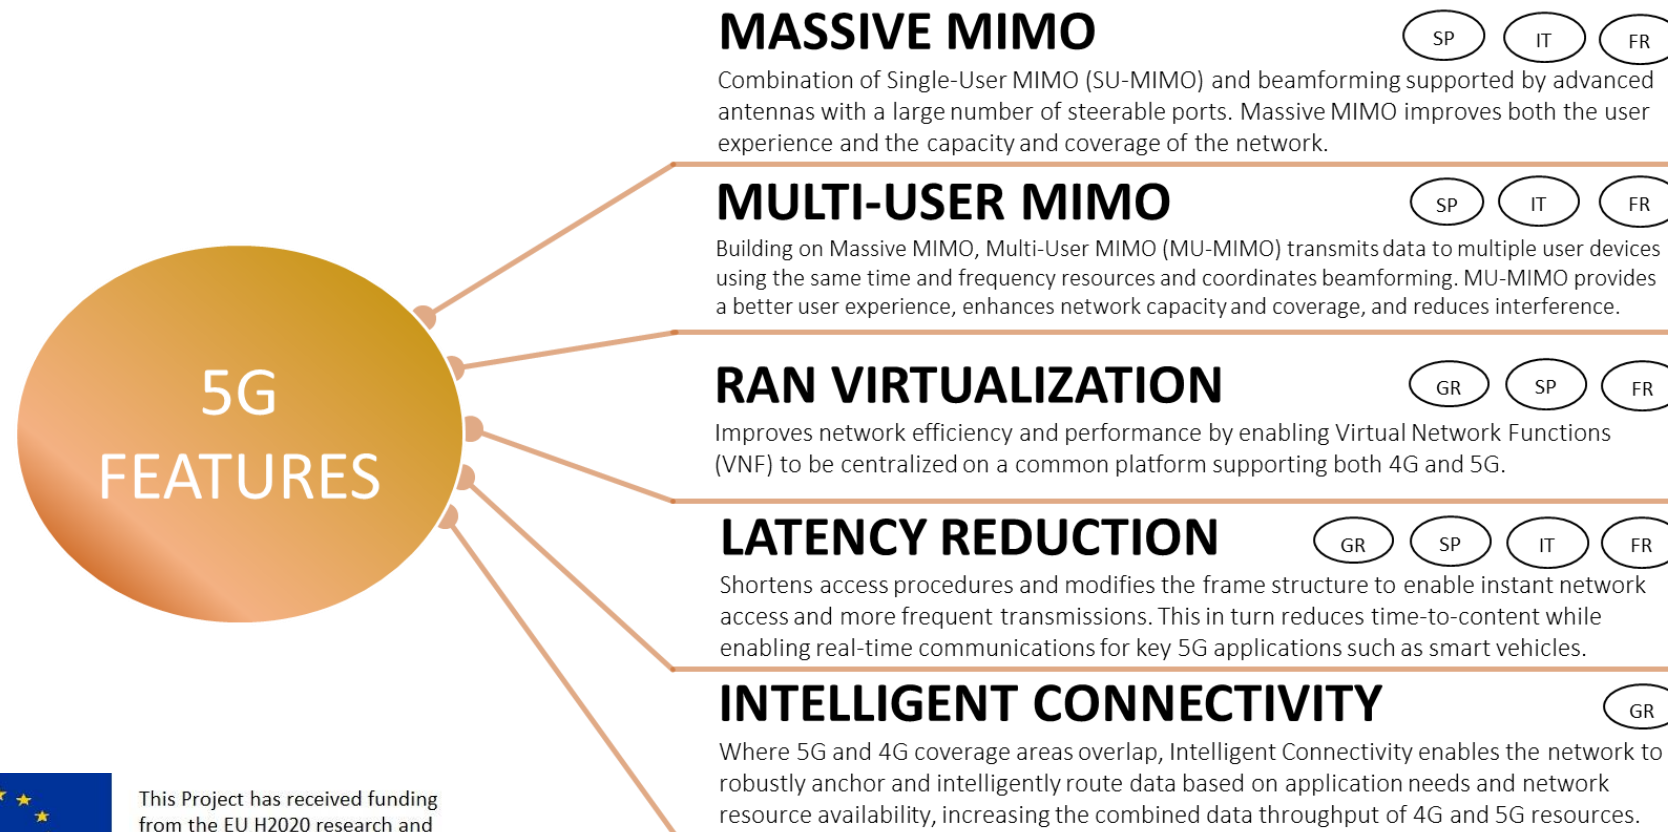 MASSIVE MIMO SP IT FR
Combination of Single-User MIMO (SU-MIMO) and beamforming supported by advanced
antennas with a large number of steerable ports. Massive MIMO improves both the user
experience and the capacity and coverage of the network.
MULTI-USER MIMO SP IT FR
Building on Massive MIMO, Multi-User MIMO (MU-MIMO) transmits data to multiple user devices
using the same time and frequency resources and coordinates beamforming. MU-MIMO provides
a better user experience, enhances network capacity and coverage, and reduces interference.
5G
FEATURES
RAN VIRTUALIZATION GR SP FR
Improves network efficiency and performance by enabling Virtual Network Functions
(VNF) to be centralized on a common platform supporting both 4G and 5G.
LATENCY REDUCTION GR SP IT FR
Shortens access procedures and modifies the frame structure to enable instant network
access and more frequent transmissions. This in turn reduces time-to-content while
enabling real-time communications for key 5G applications such as smart vehicles.
INTELLIGENT CONNECTIVITY GR
Where 5G and 4G coverage areas overlap, Intelligent Connectivity enables the network to
robustly anchor and intelligently route data based on application needs and network
resource availability, increasing the combined data throughput of 4G and 5G resources.
This Project has received funding
from the EU H2020 research and